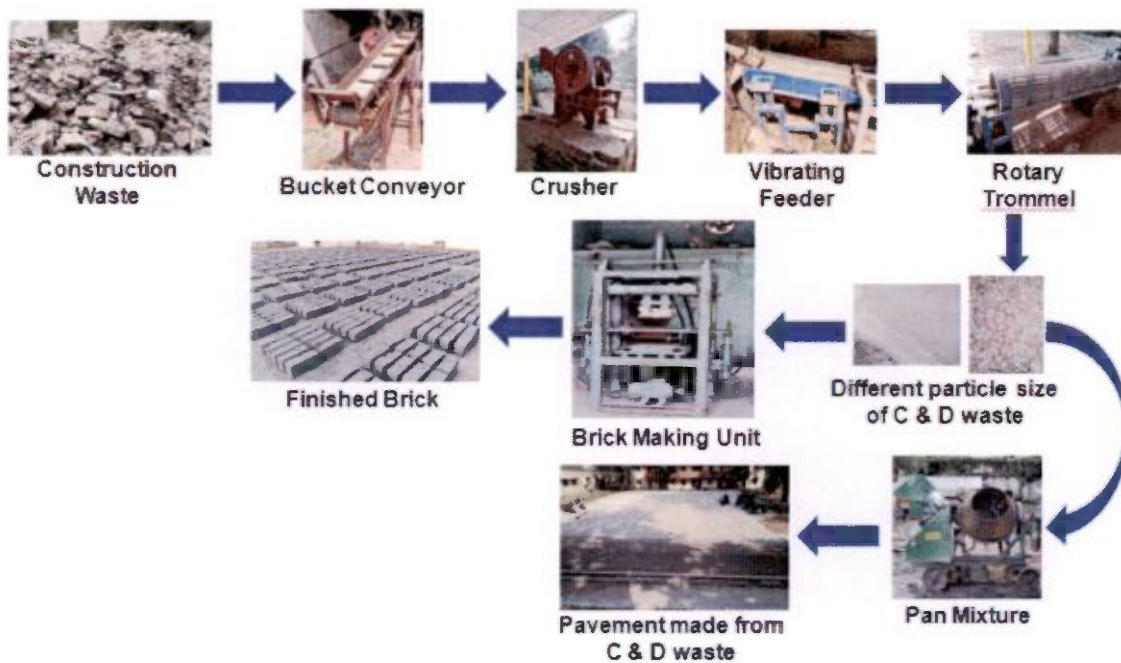 Construction
Waste
Bucket Conveyor
Crusher
Vibrating
Feeder
Rotary
Trommel
Different particle size
of C & D waste
Brick Making Unit
Finished Brick
Pan Mixture
Pavement made from
C & D waste